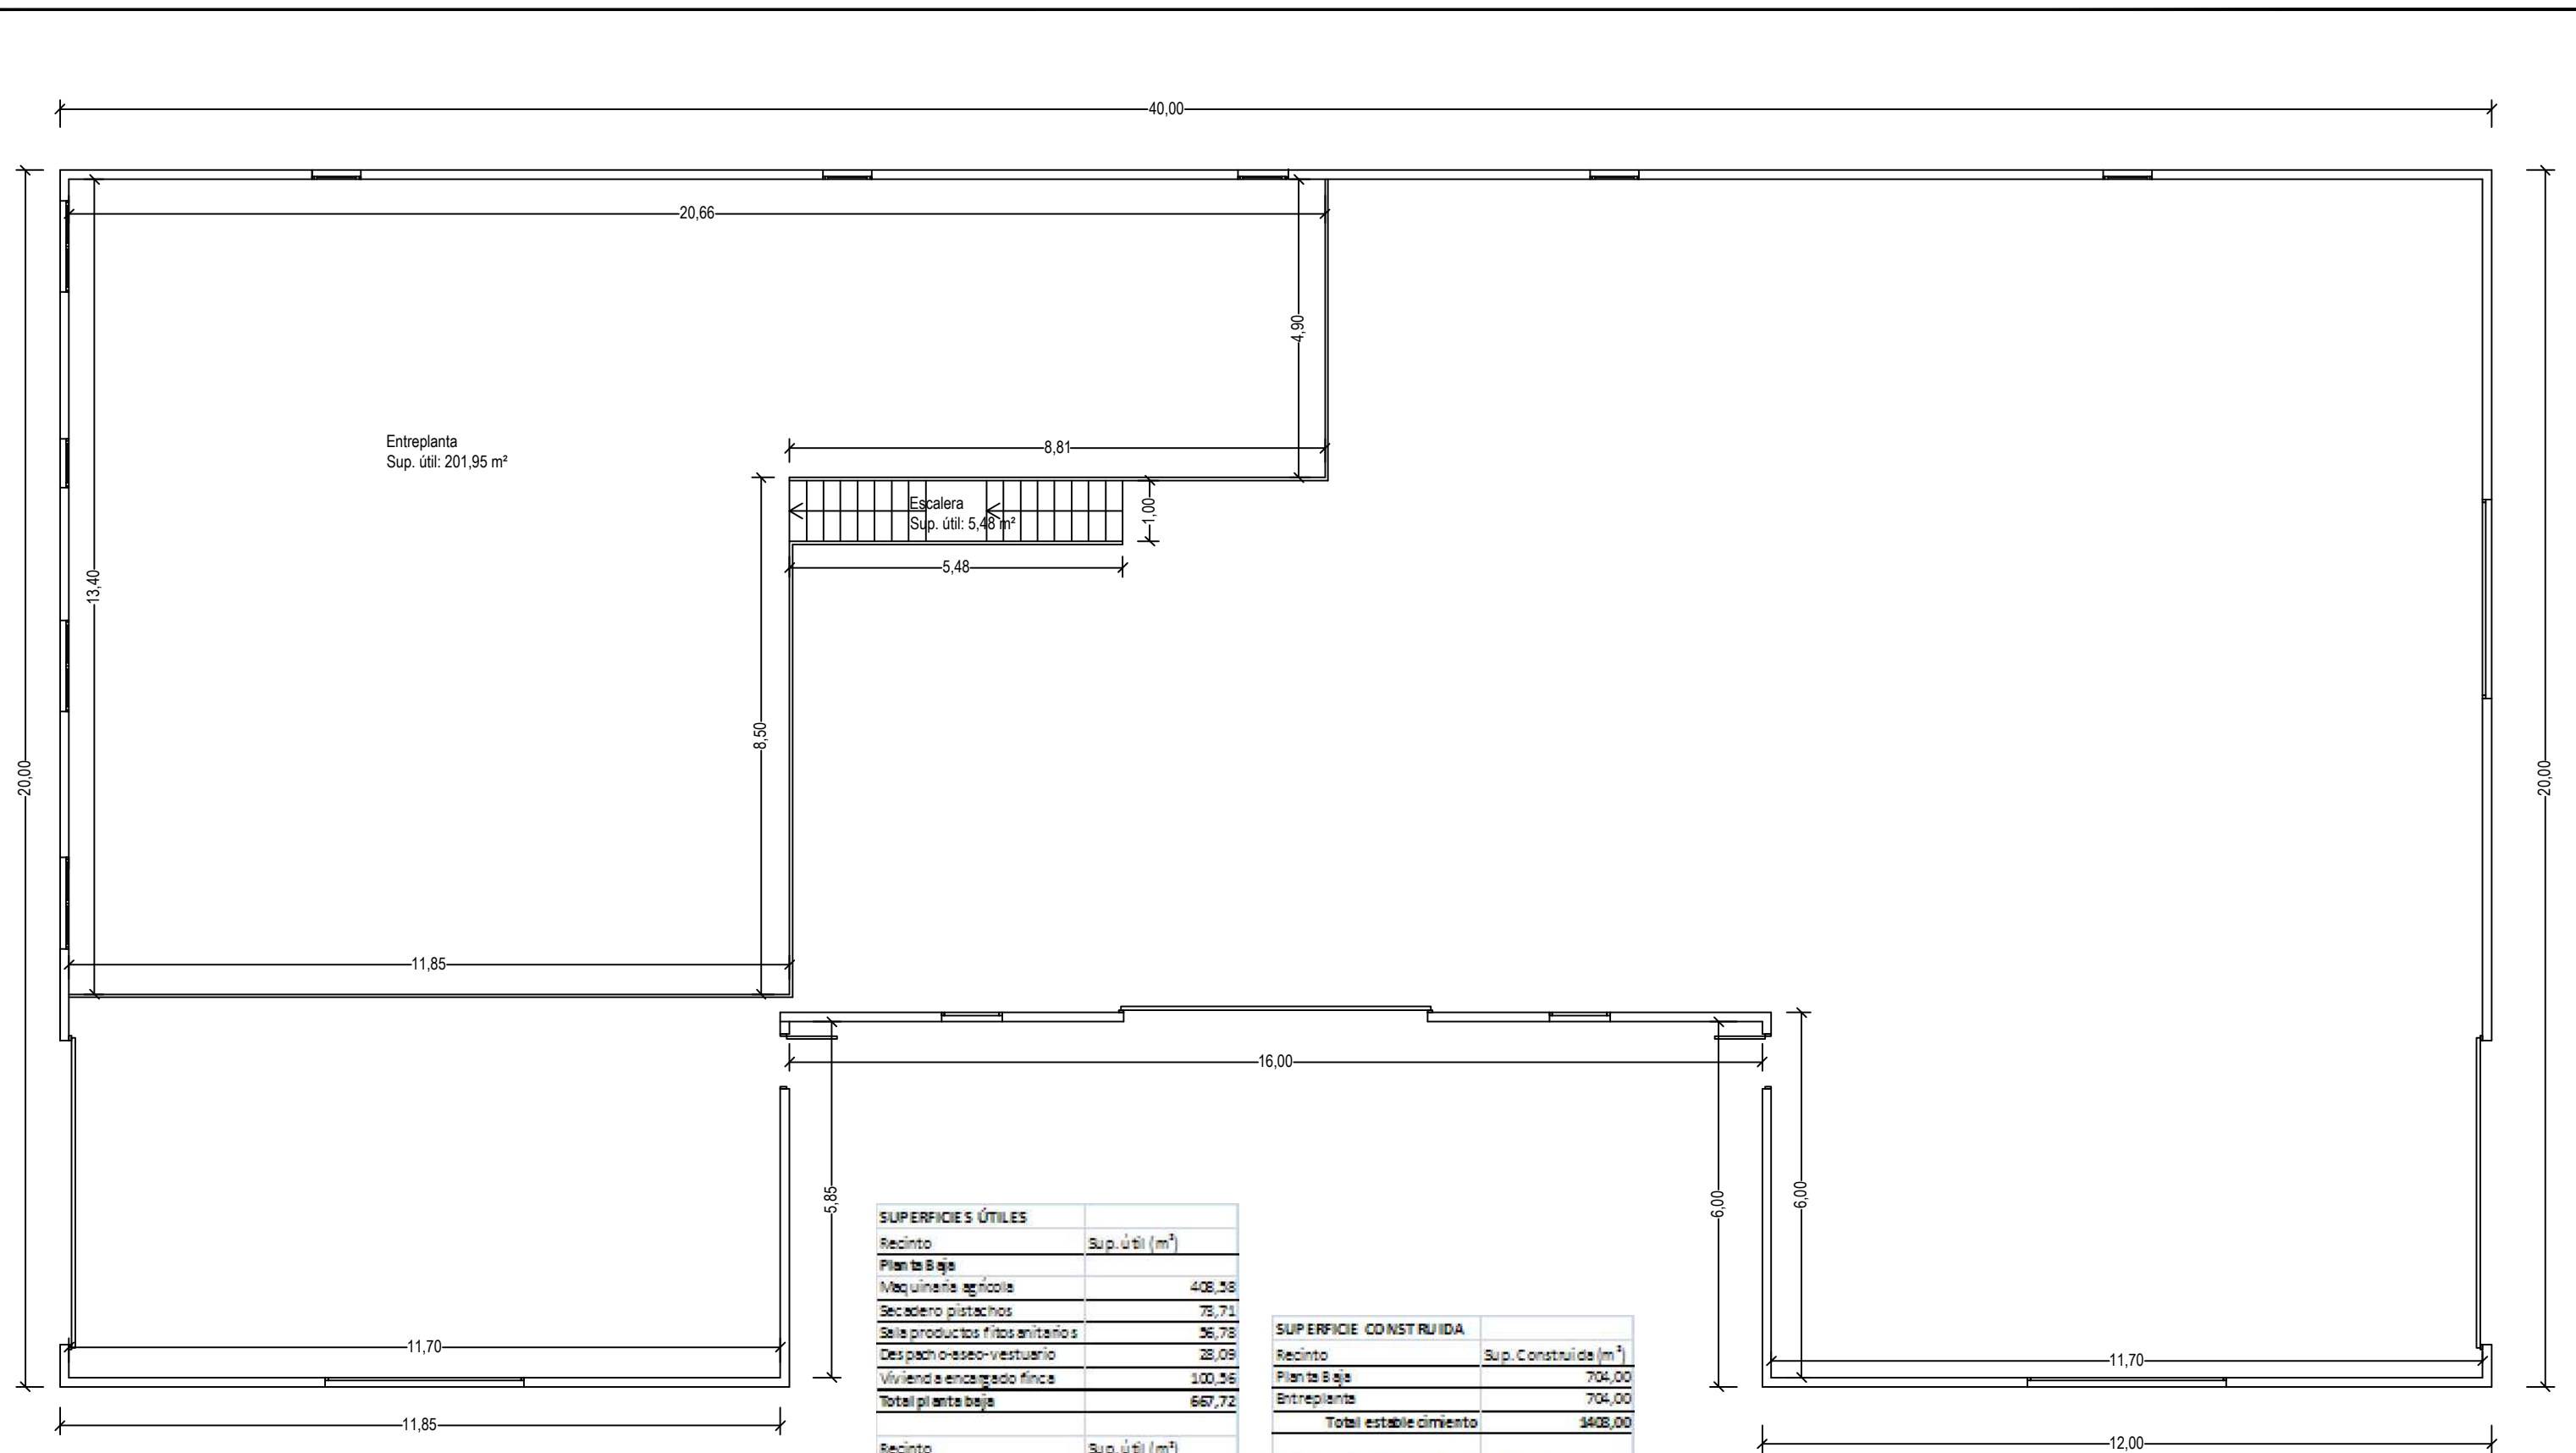 40,00
20,66
4,90
Entreplanta
Sup. útil: 201,95 m²
8,81
Escalera
Sup. útil: 5,48 m²
1,00
5,48
13,40
8,50
20,00
20,00
11,85
16,00
5,85
6,00
6,00
SUPERFICIES ÚTILES
Recinto Sup. útil (m²)
Planta Baja
Maquinaria agrícola 408,58
Secadero pistachos 73,71
Sala productos fitosanitarios 56,78
Despacho-aseo-vestuario 28,09
Vivienda encargado finca 100,56
Total planta baja 667,72
Recinto Sup. útil (m²)
SUPERFICIE CONSTRUIDA
Recinto Sup. Construida (m²)
Planta Baja 704,00
Entreplanta 704,00
Total establecimiento 1408,00
11,70
11,70
11,85
12,00